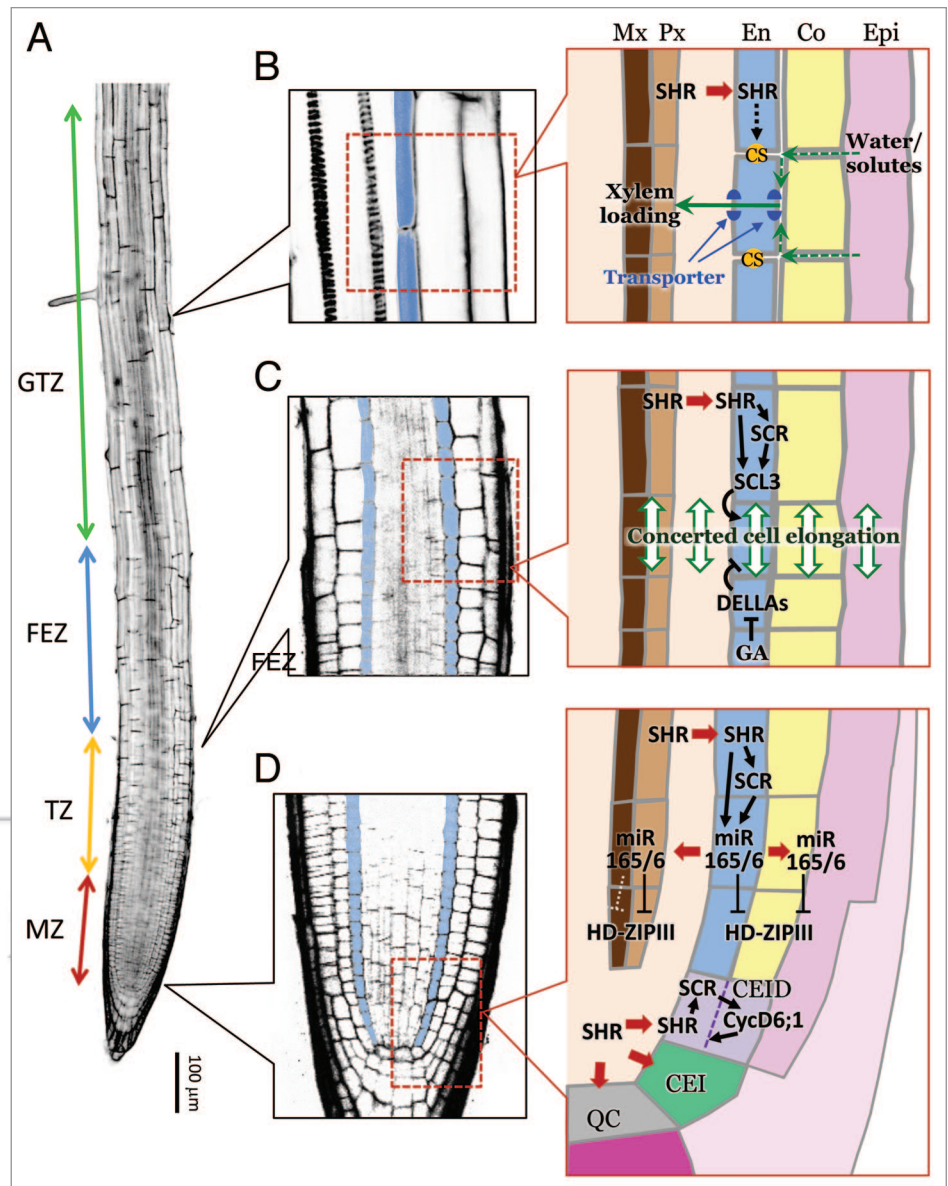 A
GTZ
FEZ
TZ
MZ
100 μm
B
Mx Px En Co Epi
SHR SHR
CS
Water/
solutes
Xylem
loading
CS
Transporter
C
FEZ
SHR SHR
SCR
SCL3
Concerted cell elongation
DELLAs
GA
D
SHR SHR
SCR
miR
165/6
miR
165/6
miR
165/6
HD-ZIPIII HD-ZIPIII
SCR CEID
CycD6;1
SHR SHR
CEI
QC